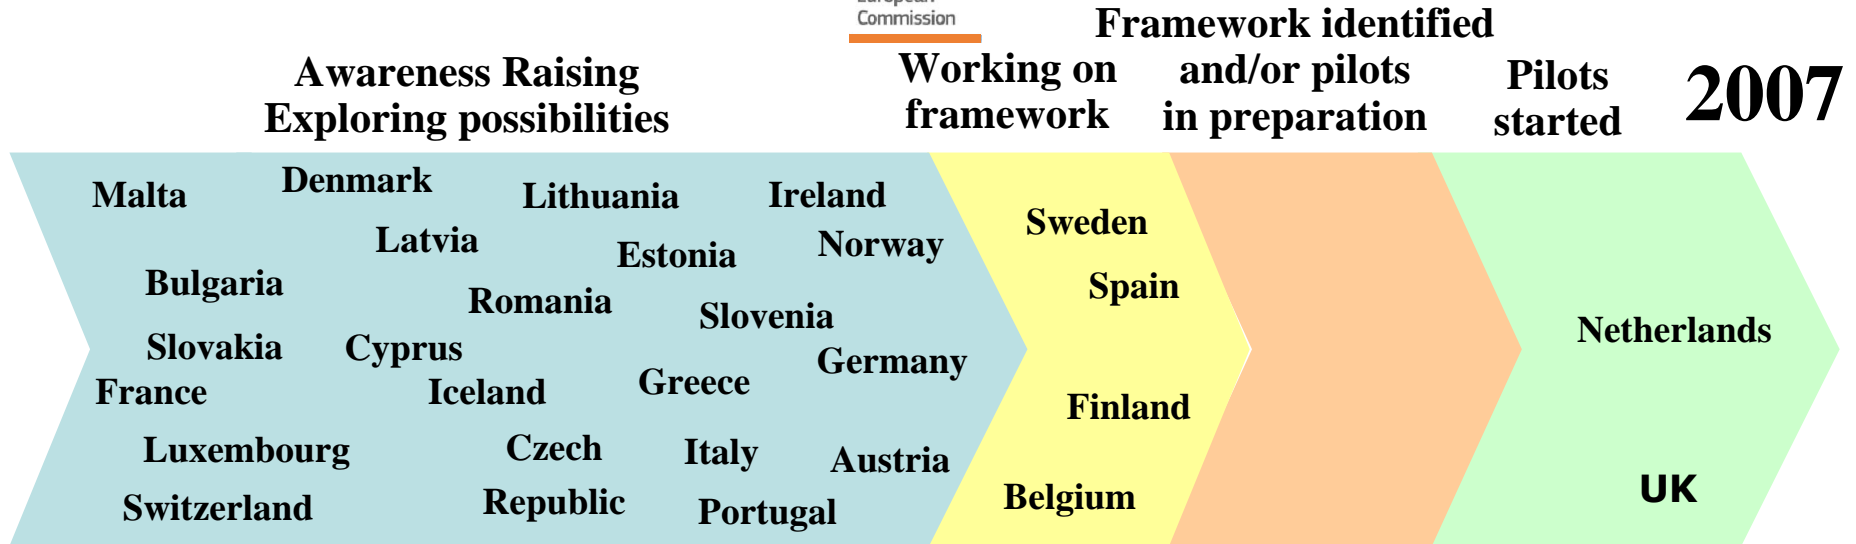 Commission
Framework identified
and/or pilots
in preparation
Awareness Raising
Exploring possibilities
Working on
framework
Pilots
started
2007
Malta
Denmark
Lithuania
Ireland
Latvia
Estonia
Norway
Bulgaria
Romania
Slovenia
Slovakia
Cyprus
Germany
France
Iceland
Greece
Luxembourg
Czech
Republic
Italy
Austria
Switzerland
Portugal
Sweden
Spain
Finland
Belgium
Netherlands
UK